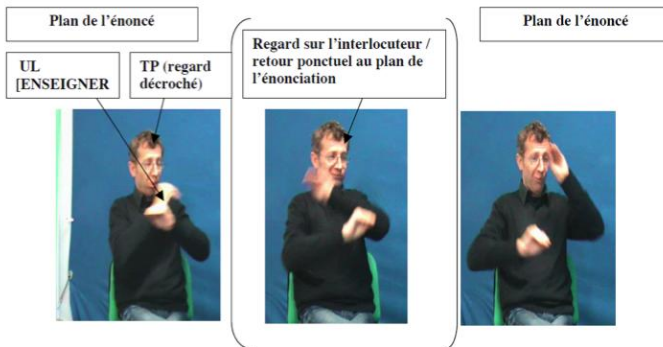 Plan de l'énoncé
UL
[ENSEIGNER
TP (regard
décroché)
Regard sur l'interlocuteur /
retour ponctuel au plan de
l'énonciation
Plan de l'énoncé